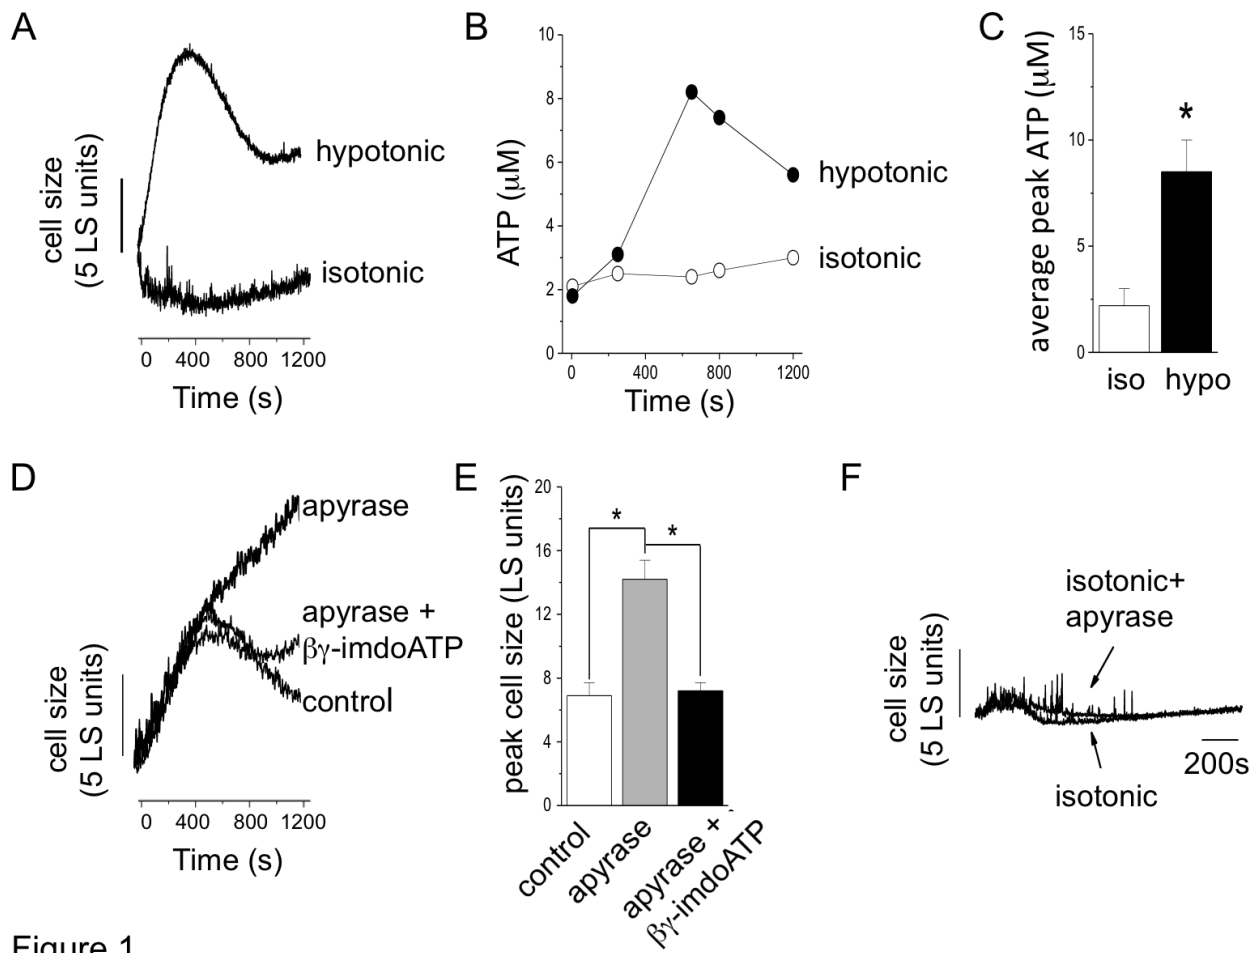 A
cell size
(5 LS units)
hypotonic
isotonic
0 400 800 1200
Time (s)
B
ATP (μM)
10
8
6
4
2
0
hypotonic
isotonic
0 400 800 1200
Time (s)
C
average peak ATP (μM)
15
10
5
0
*
iso hypo
D
cell size
(5 LS units)
apyrase
apyrase +
βγ-imdoATP
control
0 400 800 1200
Time (s)
E
peak cell size (LS units)
20
16
12
8
4
0
* *
control
apyrase
apyrase +
βγ-imdoATP
F
cell size
(5 LS units)
isotonic+
apyrase
isotonic
200s
Figure 1